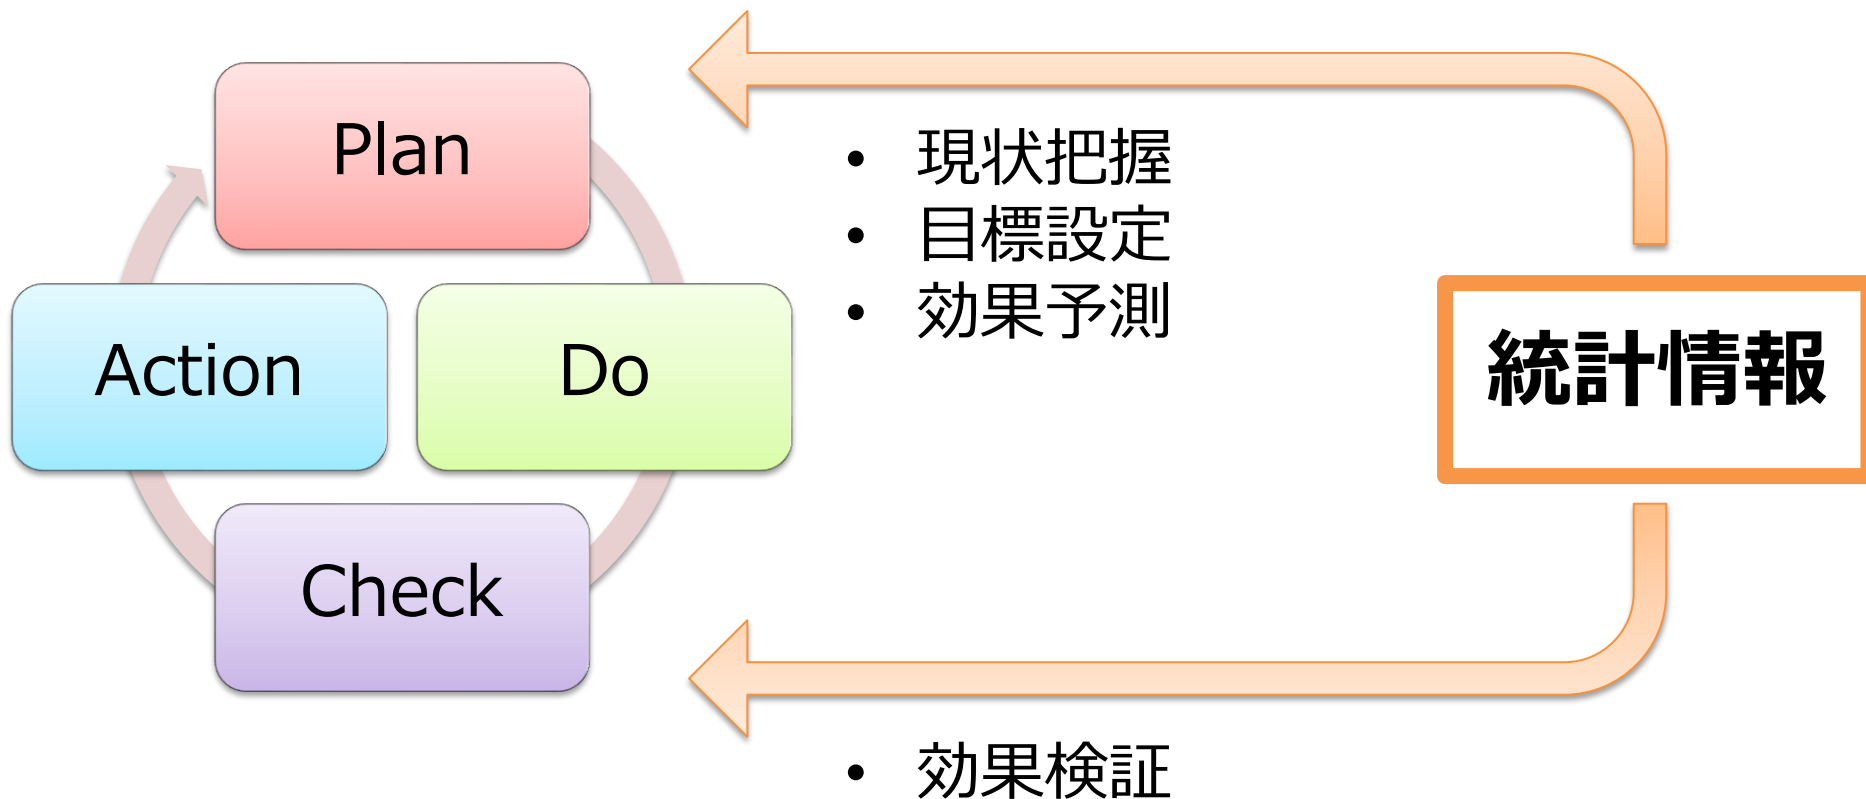 Plan
Action
Do
Check
• 現状把握
• 目標設定
• 効果予測
統計情報
• 効果検証